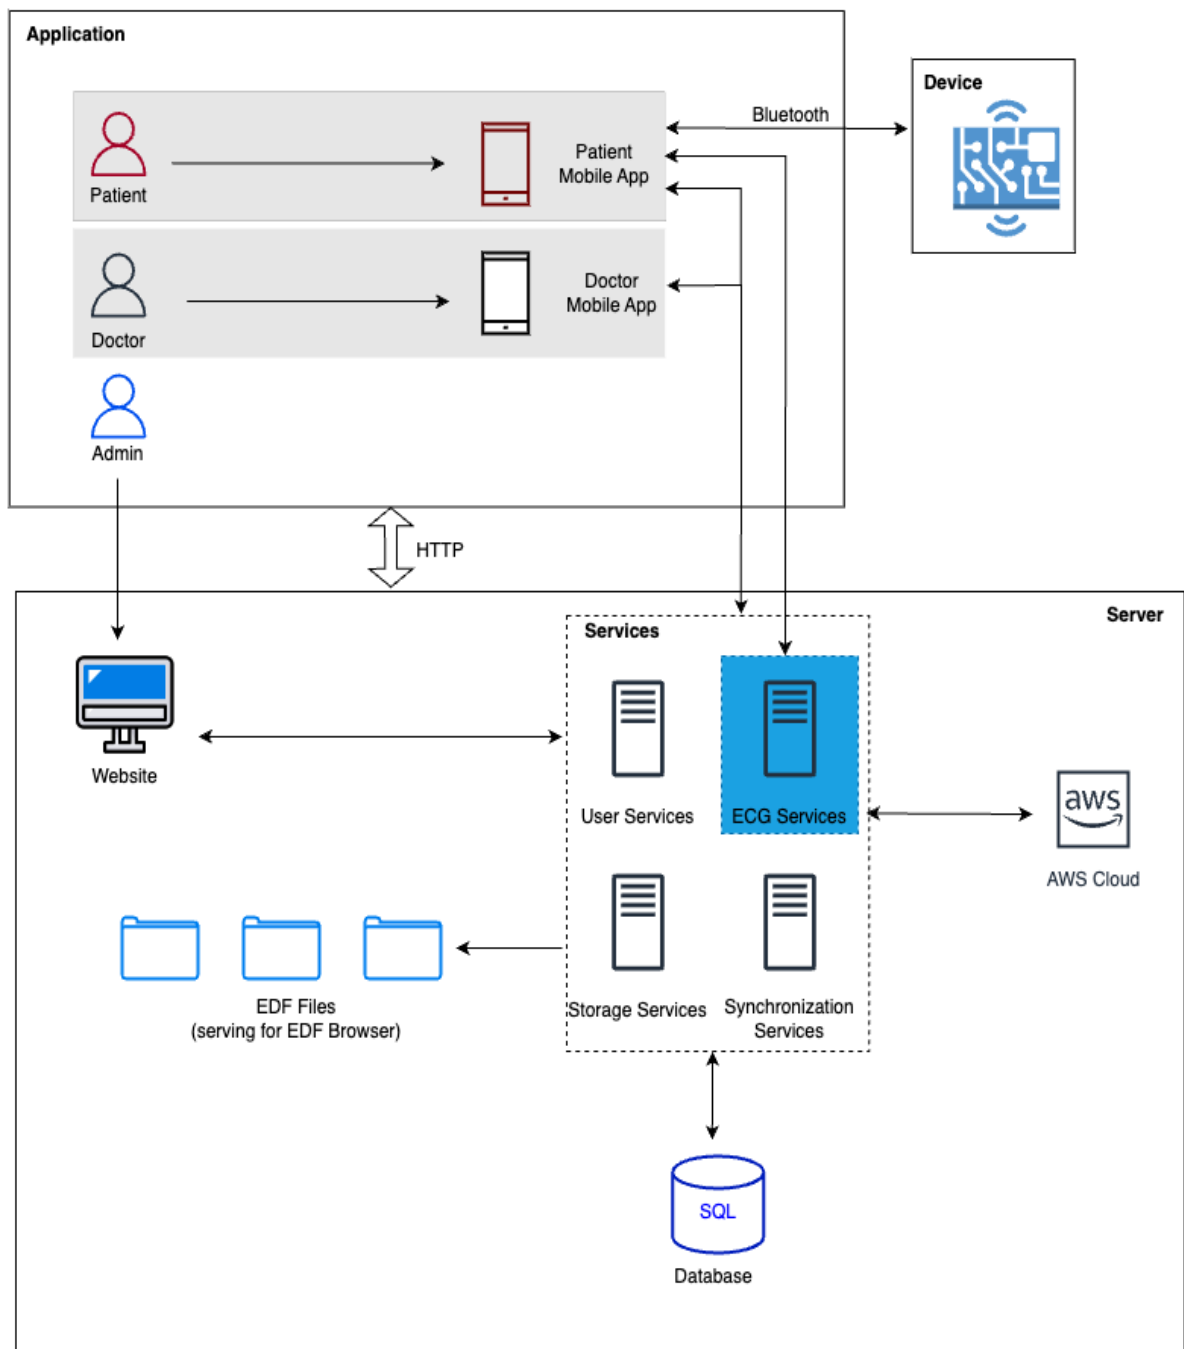 Application
Device
Bluetooth
Patient
Mobile App
Patient
Doctor
Mobile App
Doctor
Admin
HTTP
Server
Services
Website
User Services
ECG Services
aws
AWS Cloud
EDF Files
(serving for EDF Browser)
Storage Services
Synchronization
Services
SQL
Database